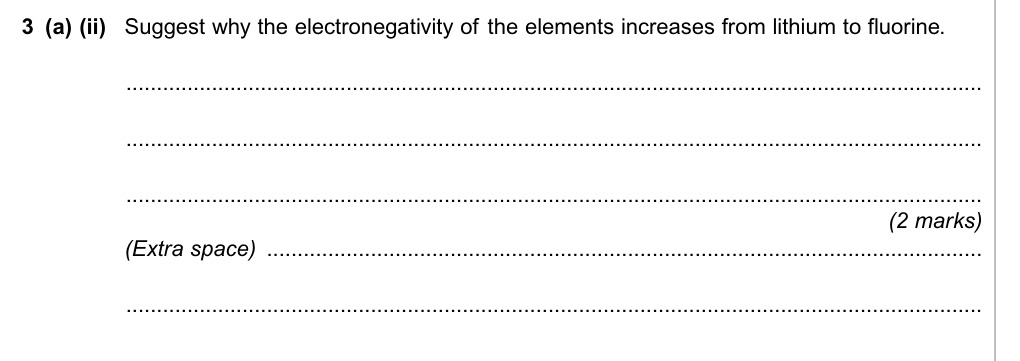 3 (a) (ii) Suggest why the electronegativity of the elements increases from lithium to fluorine.
(2 marks)
(Extra space)